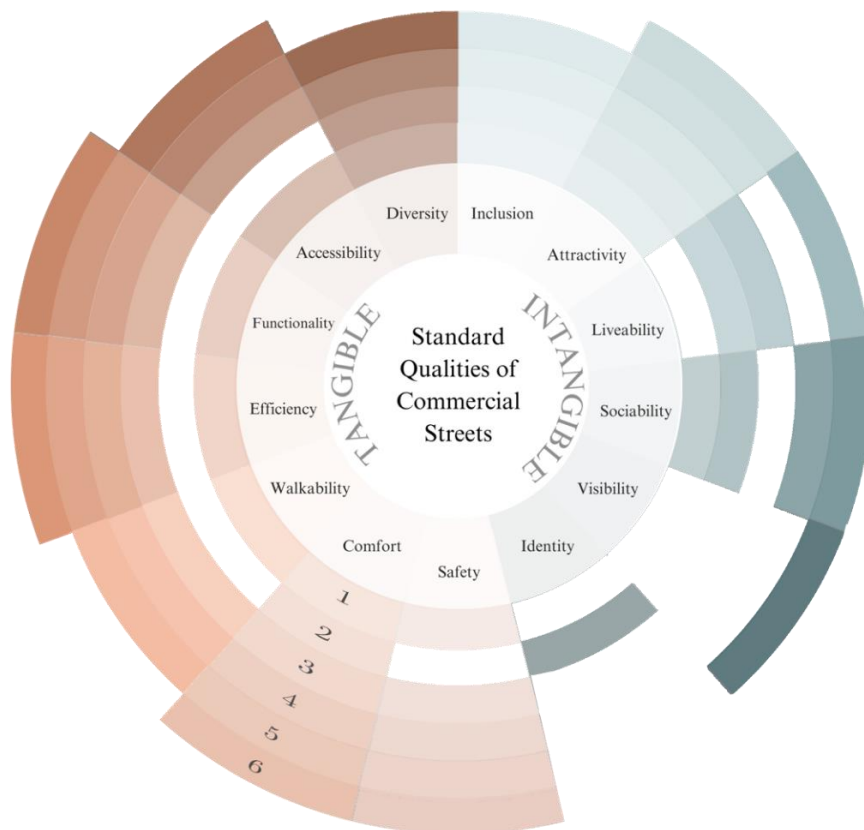 Diversity
Inclusion
Accessibility
Attractivity
Functionality
Liveability
Efficiency
Sociability
Walkability
Visibility
Comfort
Identity
Safety
TANGIBLE
INTANGIBLE
Standard
Qualities of
Commercial
Streets
1
2
3
4
5
6